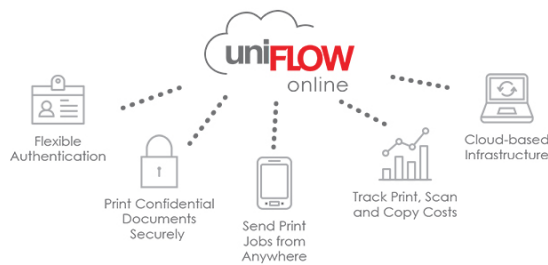 uniFLOW
online
Flexible
Authentication
Print Confidential
Documents
Securely
Send Print
Jobs from
Anywhere
Track Print, Scan
and Copy Costs
Cloud-based
Infrastructure